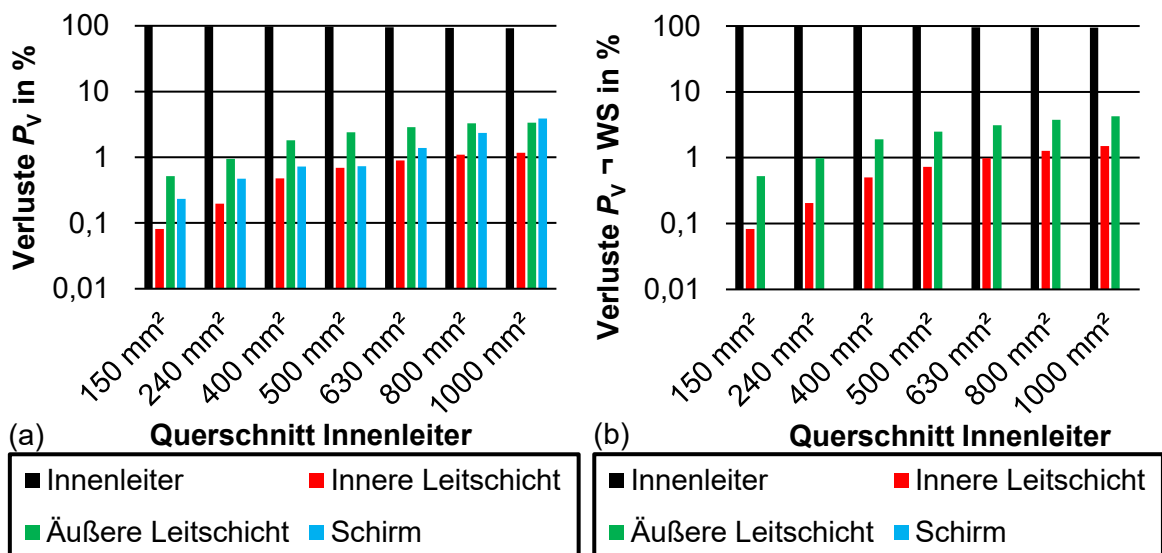 Verluste Pᵥ in %
100
10
1
0,1
0,01
150 mm²
240 mm²
400 mm²
500 mm²
630 mm²
800 mm²
1000 mm²
(a)
Querschnitt Innenleiter
Innenleiter
Innere Leitschicht
Äußere Leitschicht
Schirm
Verluste Pᵥ ¬ WS in %
100
10
1
0,1
0,01
150 mm²
240 mm²
400 mm²
500 mm²
630 mm²
800 mm²
1000 mm²
(b)
Querschnitt Innenleiter
Innenleiter
Innere Leitschicht
Äußere Leitschicht
Schirm